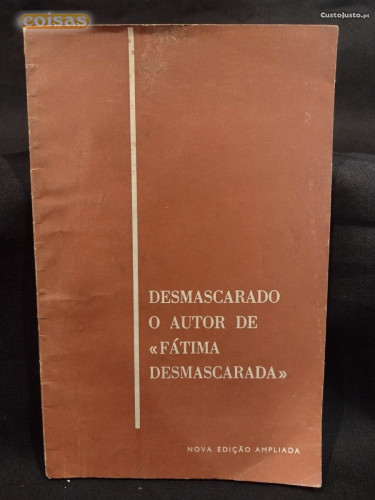 coisas
CustoJusto.pt
DESMASCARADO
O AUTOR DE
«FÁTIMA
DESMASCARADA»
NOVA EDIÇÃO AMPLIADA